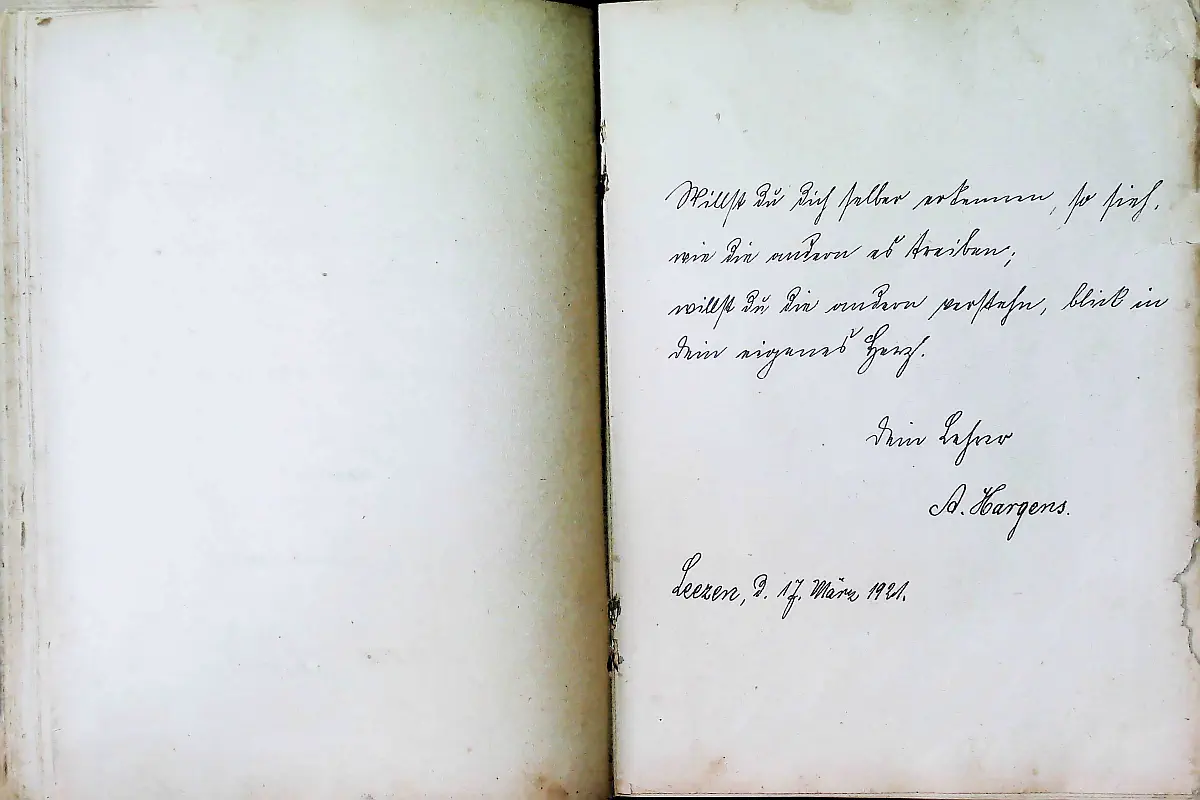 Willst du dich selber erkennen, so sieh,
wie die andern es treiben;
willst du die andern verstehn, blick in
dein eigenes Herz.
Dein Lehrer
A. Hargens.
Leezen, d. 17. März 1921.